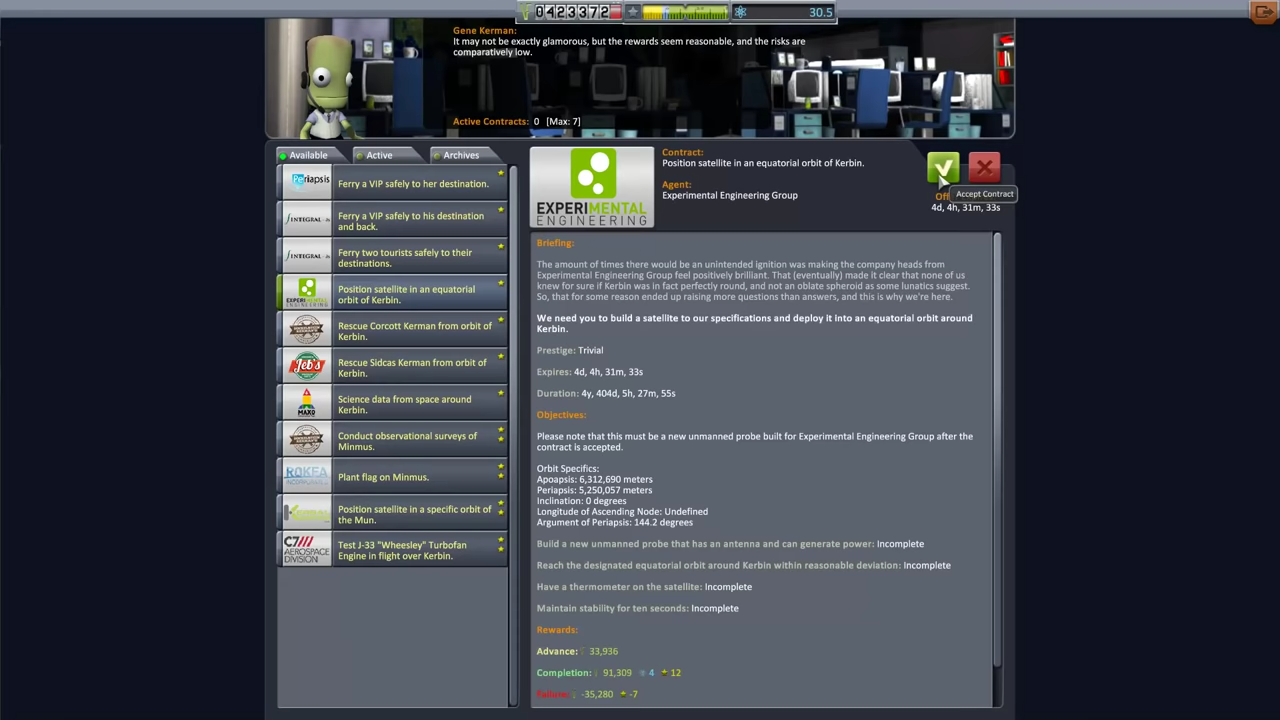 0423372
30.5
Gene Kerman:
It may not be exactly glamorous, but the rewards seem reasonable, and the risks are
comparatively low.
Active Contracts: 0 [Max: 7]
Available
Active
Archives
Periapsis
Ferry a VIP safely to her destination.
INTEGRAL
Ferry a VIP safely to his destination
and back.
INTEGRAL
Ferry two tourists safely to their
destinations.
EXPERIMENTAL
ENGINEERING
Position satellite in an equatorial
orbit of Kerbin.
Rescue Corcott Kerman from orbit of
Kerbin.
Jeb's
Rescue Sidcas Kerman from orbit of
Kerbin.
MAXO
Science data from space around
Kerbin.
Conduct observational surveys of
Minmus.
ROKEA
Plant flag on Minmus.
Position satellite in a specific orbit of
the Mun.
C7///
AEROSPACE
DIVISION
Test J-33 "Wheesley" Turbofan
Engine in flight over Kerbin.
EXPERIMENTAL
ENGINEERING
Contract:
Position satellite in an equatorial orbit of Kerbin.
Agent:
Experimental Engineering Group
Accept Contract
4d, 4h, 31m, 33s
Briefing:
The amount of times there would be an unintended ignition was making the company heads from
Experimental Engineering Group feel positively brilliant. That (eventually) made it clear that none of us
knew for sure if Kerbin was in fact perfectly round, and not an oblate spheroid as some lunatics suggest.
So, that for some reason ended up raising more questions than answers, and this is why we're here.
We need you to build a satellite to our specifications and deploy it into an equatorial orbit around
Kerbin.
Prestige: Trivial
Expires: 4d, 4h, 31m, 33s
Duration: 4y, 404d, 5h, 27m, 55s
Objectives:
Please note that this must be a new unmanned probe built for Experimental Engineering Group after the
contract is accepted.
Orbit Specifics:
Apoapsis: 6,312,690 meters
Periapsis: 5,250,057 meters
Inclination: 0 degrees
Longitude of Ascending Node: Undefined
Argument of Periapsis: 144.2 degrees
Build a new unmanned probe that has an antenna and can generate power: Incomplete
Reach the designated equatorial orbit around Kerbin within reasonable deviation: Incomplete
Have a thermometer on the satellite: Incomplete
Maintain stability for ten seconds: Incomplete
Rewards:
Advance: 33,936
Completion: 91,309 4 12
Failure: -35,280 -7